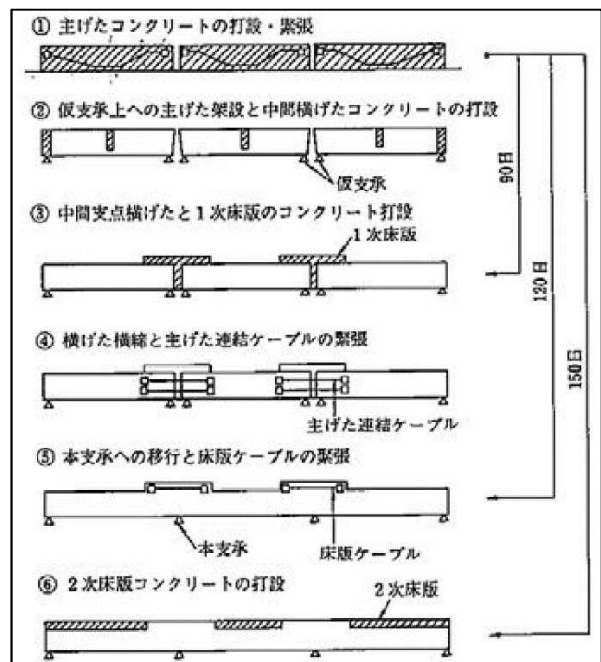 ① 主げたコンクリートの打設・緊張
② 仮支承上への主げた架設と中間横げたコンクリートの打設
仮支承
90日
③ 中間支点横げたと1次床版のコンクリート打設
1次床版
120日
④ 横げた横締と主げた連結ケーブルの緊張
150日
主げた連結ケーブル
⑤ 本支承への移行と床版ケーブルの緊張
本支承
床版ケーブル
⑥ 2次床版コンクリートの打設
2次床版